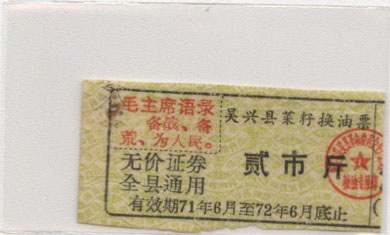 毛主席语录
备战、备
荒、为人民。
吴兴县菜籽换油票
贰市斤
无价证券
全县通用
有效期71年6月至72年6月底止